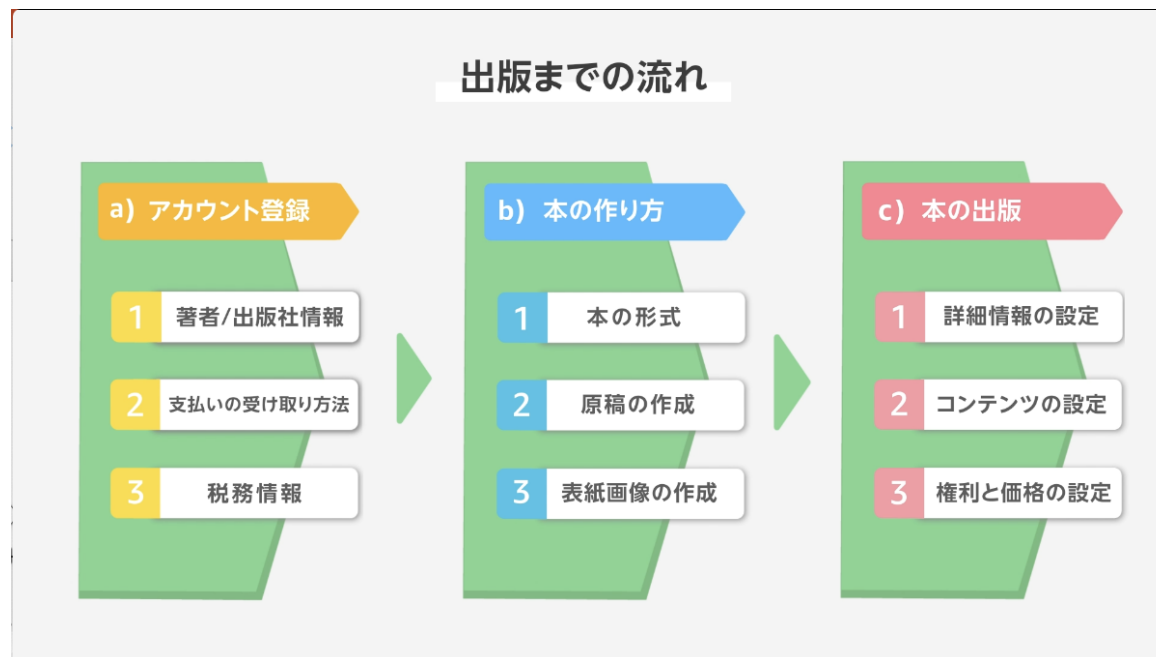 出版までの流れ
a) アカウント登録
1 著者/出版社情報
2 支払いの受け取り方法
3 税務情報
b) 本の作り方
1 本の形式
2 原稿の作成
3 表紙画像の作成
c) 本の出版
1 詳細情報の設定
2 コンテンツの設定
3 権利と価格の設定